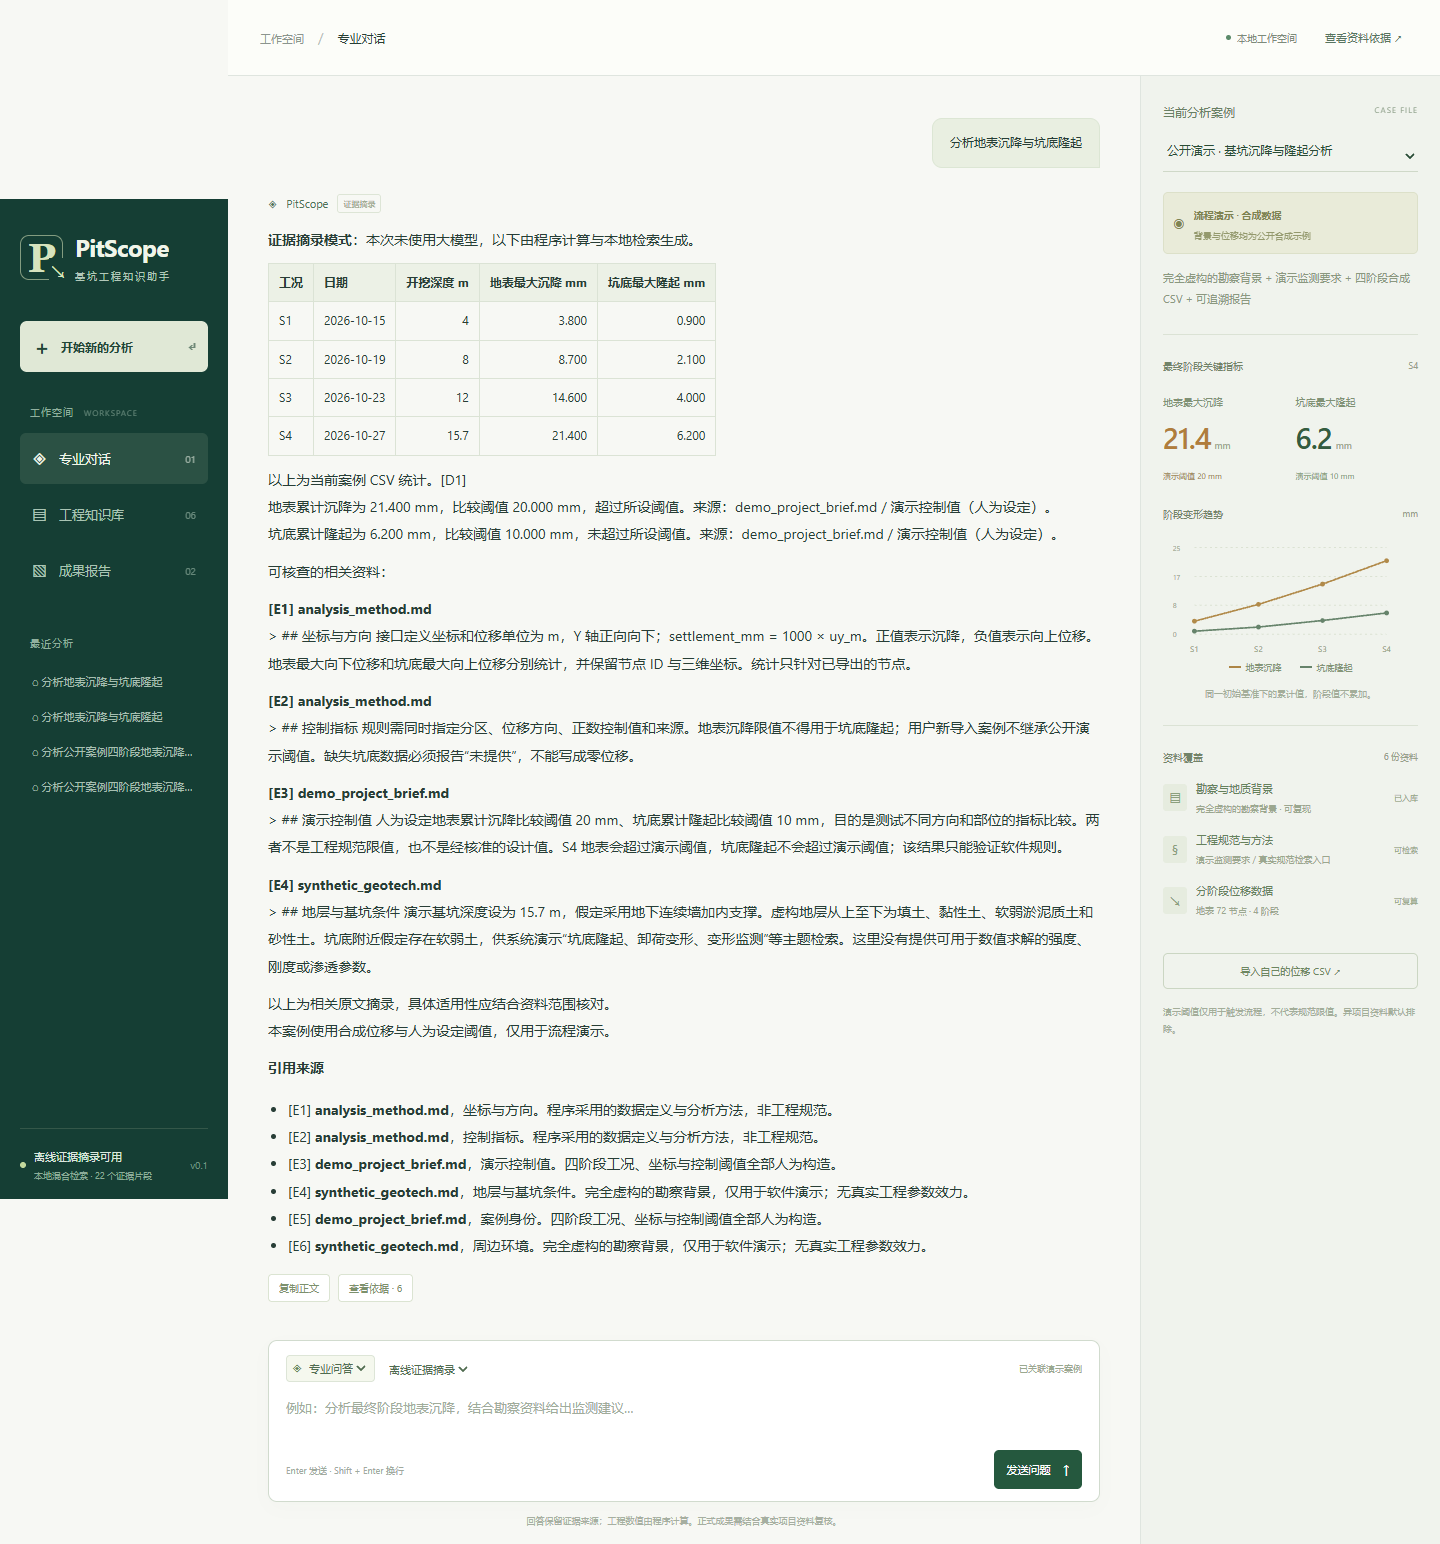 工作空间 / 专业对话
本地工作空间 查看资料依据 ↗
P
PitScope
基坑工程知识助手
+ 开始新的分析
工作空间 WORKSPACE
专业对话 01
工程知识库 06
成果报告 02
最近分析
分析地表沉降与坑底隆起
分析地表沉降与坑底隆起
分析公开案例四阶段地表沉降...
分析公开案例四阶段地表沉降...
离线证据摘录可用
本地混合检索 · 22 个证据片段
v0.1
分析地表沉降与坑底隆起
PitScope 证据摘录
证据摘录模式：本次未使用大模型，以下由程序计算与本地检索生成。
工况 日期 开挖深度 m 地表最大沉降 mm 坑底最大隆起 mm
S1 2026-10-15 4 3.800 0.900
S2 2026-10-19 8 8.700 2.100
S3 2026-10-23 12 14.600 4.000
S4 2026-10-27 15.7 21.400 6.200
以上为当前案例 CSV 统计。[D1]
地表累计沉降为 21.400 mm，比较阈值 20.000 mm，超过所设阈值。来源：demo_project_brief.md / 演示控制值（人为设定）。
坑底累计隆起为 6.200 mm，比较阈值 10.000 mm，未超过所设阈值。来源：demo_project_brief.md / 演示控制值（人为设定）。
可核查的相关资料：
[E1] analysis_method.md
> ## 坐标与方向 接口定义坐标和位移单位为 m，Y 轴正向向下；settlement_mm = 1000 × uy_m。正值表示沉降，负值表示向上位移。
地表最大向下位移和坑底最大向上位移分别统计，并保留节点 ID 与三维坐标。统计只针对已导出的节点。
[E2] analysis_method.md
> ## 控制指标 规则需同时指定分区、位移方向、正数控制值和来源。地表沉降限值不得用于坑底隆起；用户新导入案例不继承公开演
示阈值。缺失坑底数据必须报告“未提供”，不能写成零位移。
[E3] demo_project_brief.md
> ## 演示控制值 人为设定地表累计沉降比较阈值 20 mm、坑底累计隆起比较阈值 10 mm，目的是测试不同方向和部位的指标比较。两
者不是工程规范限值，也不是经核准的设计值。S4 地表会超过演示阈值，坑底隆起不会超过演示阈值；该结果只能验证软件规则。
[E4] synthetic_geotech.md
> ## 地层与基坑条件 演示基坑深度设为 15.7 m，假定采用地下连续墙加内支撑。虚构地层从上至下为填土、黏性土、软弱淤泥质土和
砂性土。坑底附近假定存在软弱土，供系统演示“坑底隆起、卸荷变形、变形监测”等主题检索。这里没有提供可用于数值求解的强度、
刚度或渗透参数。
以上为相关原文摘录，具体适用性应结合资料范围核对。
本案例使用合成位移与人为设定阈值，仅用于流程演示。
引用来源
• [E1] analysis_method.md，坐标与方向。程序采用的数据定义与分析方法，非工程规范。
• [E2] analysis_method.md，控制指标。程序采用的数据定义与分析方法，非工程规范。
• [E3] demo_project_brief.md，演示控制值。四阶段工况、坐标与控制阈值全部人为构造。
• [E4] synthetic_geotech.md，地层与基坑条件。完全虚构的勘察背景，仅用于软件演示；无真实工程参数效力。
• [E5] demo_project_brief.md，案例身份。四阶段工况、坐标与控制阈值全部人为构造。
• [E6] synthetic_geotech.md，周边环境。完全虚构的勘察背景，仅用于软件演示；无真实工程参数效力。
复制正文 查看依据 · 6
专业问答 离线证据摘录 已关联演示案例
例如：分析最终阶段地表沉降，结合勘察资料给出监测建议...
Enter 发送 · Shift + Enter 换行
发送问题 ↑
回答保留证据来源；工程数值由程序计算。正式成果需结合真实项目资料复核。
当前分析案例 CASE FILE
公开演示 · 基坑沉降与隆起分析
流程演示 · 合成数据
背景与位移均为公开合成示例
完全虚构的勘察背景 + 演示监测要求 + 四阶段合成
CSV + 可追溯报告
最终阶段关键指标 S4
地表最大沉降 坑底最大隆起
21.4 mm 6.2 mm
演示阈值 20 mm 演示阈值 10 mm
阶段变形趋势 mm
25
17
8
0
S1 S2 S3 S4
地表沉降 坑底隆起
同一初始基准下的累计值，阶段值不累加。
资料覆盖 6 份资料
勘察与地质背景
完全虚构的勘察背景 · 可复现
已入库
§ 工程规范与方法
演示监测要求 / 真实规范检索入口
可检索
分阶段位移数据
地表 72 节点 · 4 阶段
可复算
导入自己的位移 CSV ↗
演示阈值仅用于触发流程，不代表规范限值。异项目资料默认排
除。